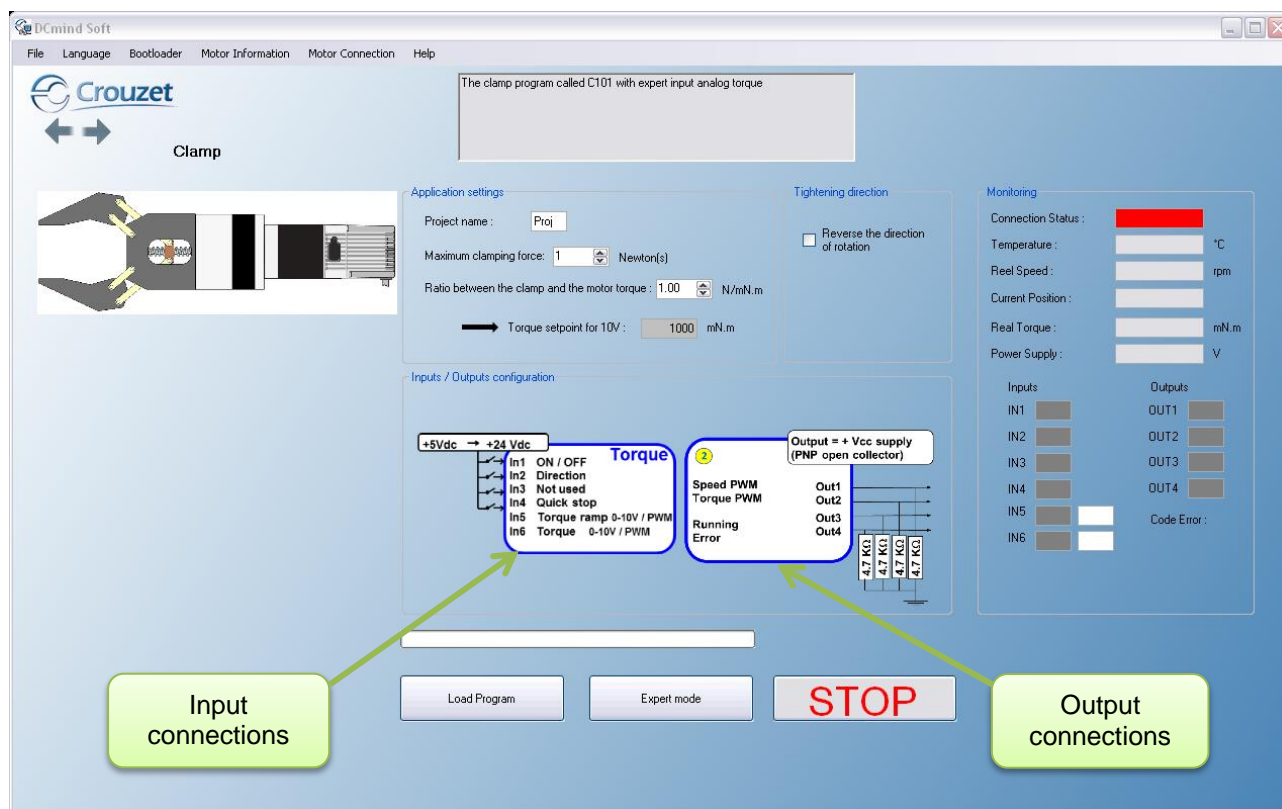 DCmind Soft
File Language Bootloader Motor Information Motor Connection Help
Crouzet
The clamp program called C101 with expert input analog torque
Clamp
Application settings
Project name : Proj
Maximum clamping force: 1 Newton(s)
Ratio between the clamp and the motor torque : 1.00 N/mN.m
Torque setpoint for 10V : 1000 mN.m
Tightening direction
Reverse the direction
of rotation
Monitoring
Connection Status :
Temperature : °C
Reel Speed : rpm
Current Position :
Real Torque : mN.m
Power Supply : V
Inputs Outputs
IN1 OUT1
IN2 OUT2
IN3 OUT3
IN4 OUT4
IN5
Code Error :
IN6
Inputs / Outputs configuration
+5Vdc → +24 Vdc
Torque
In1 ON / OFF
In2 Direction
In3 Not used
In4 Quick stop
In5 Torque ramp 0-10V / PWM
In6 Torque 0-10V / PWM
2
Output = + Vcc supply
(PNP open collector)
Speed PWM Out1
Torque PWM Out2
Running Out3
Error Out4
4.7 KΩ
4.7 KΩ
4.7 KΩ
4.7 KΩ
Load Program
Expert mode
STOP
Input
connections
Output
connections